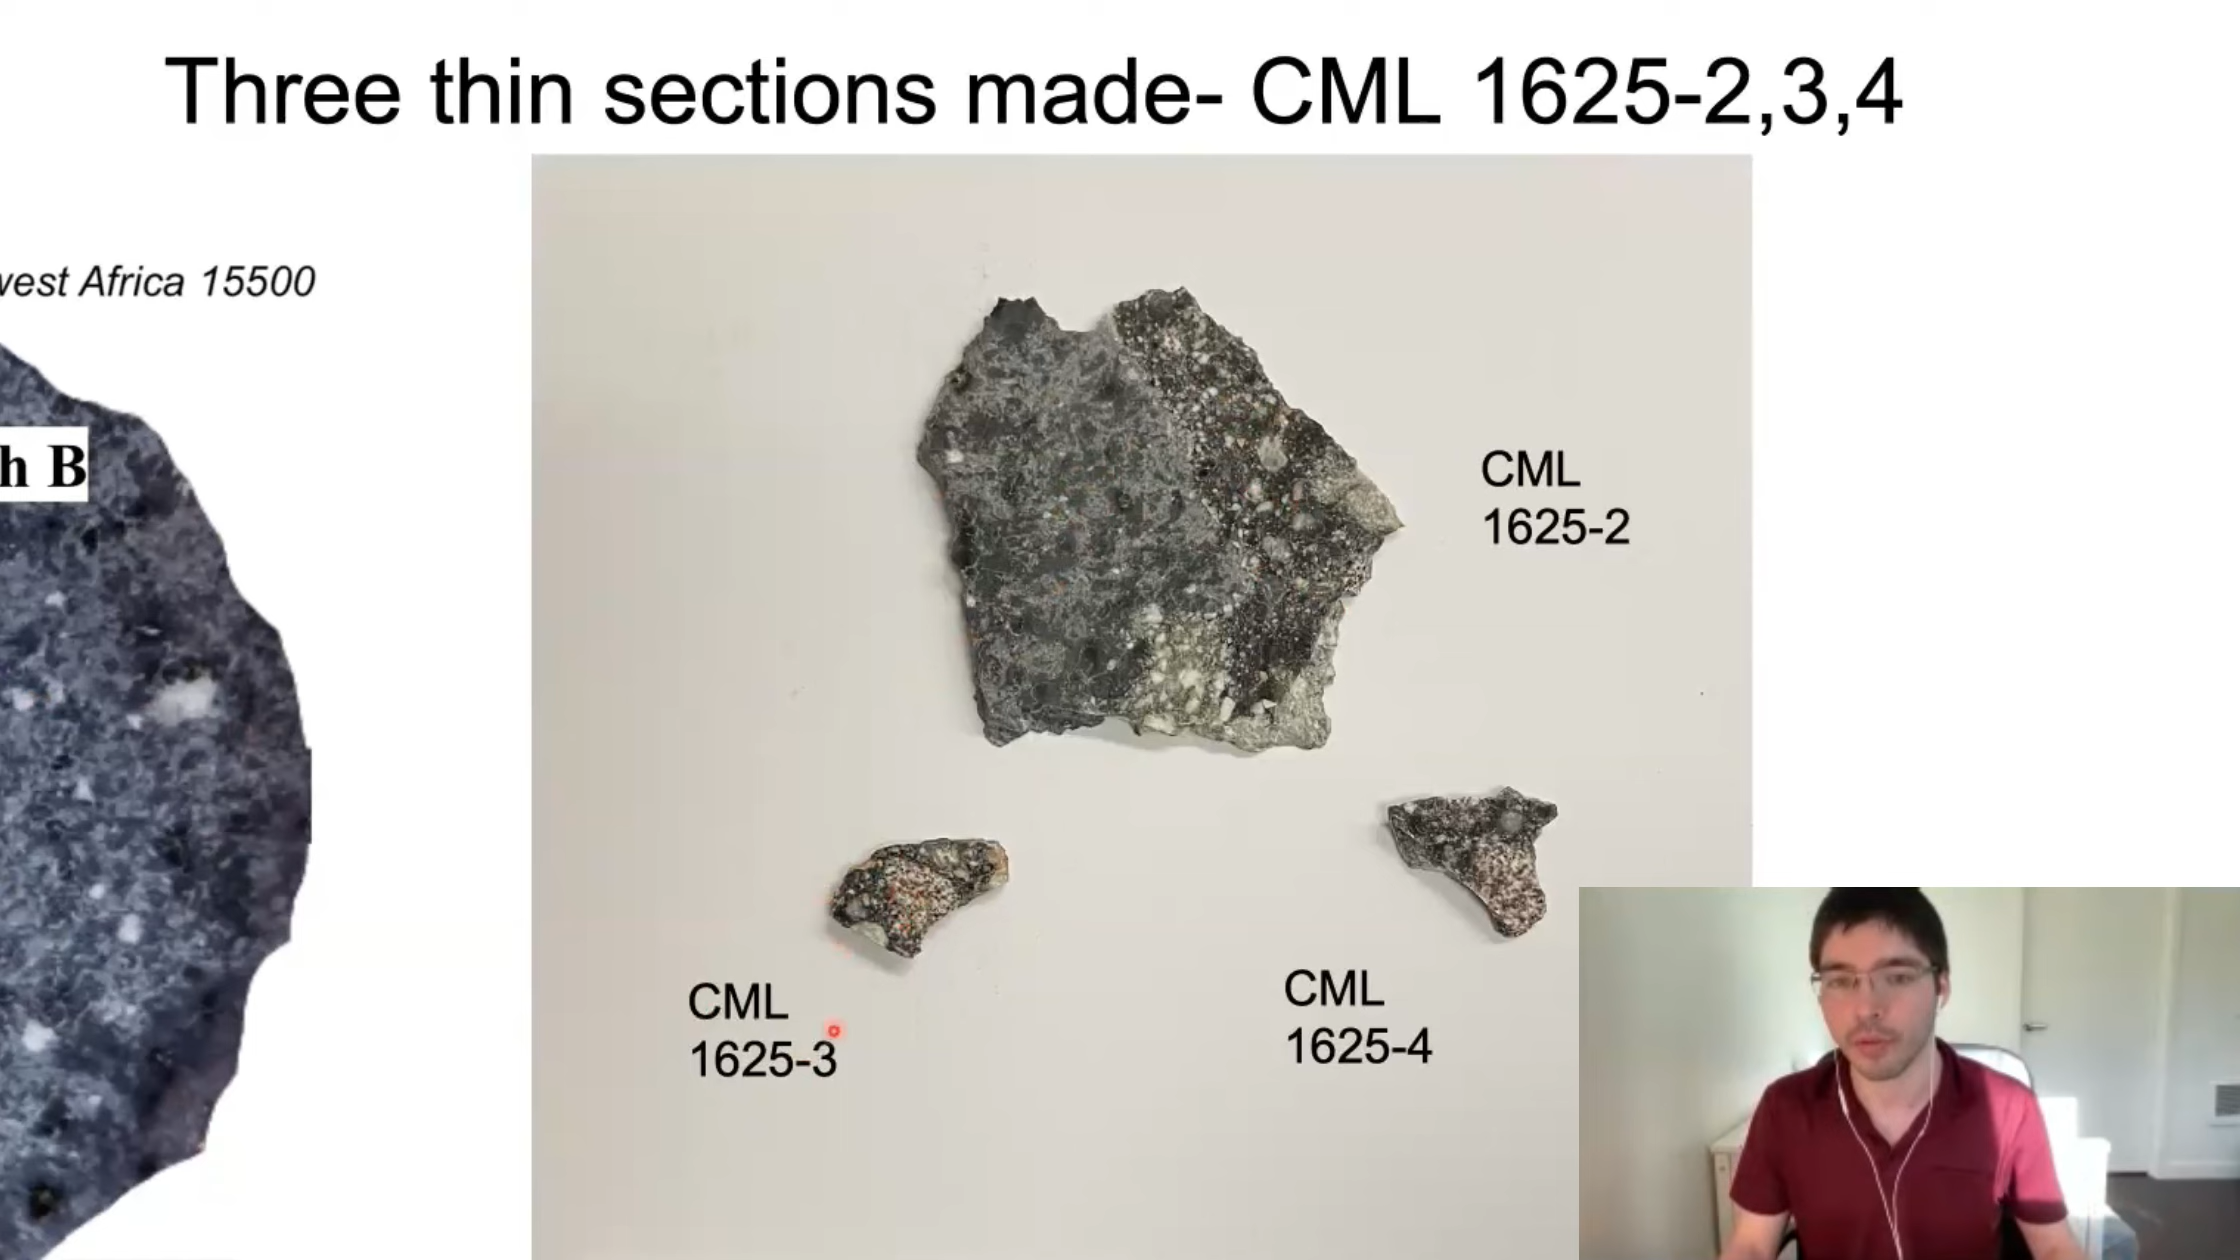 Three thin sections made- CML 1625-2,3,4
west Africa 15500
h B
CML
1625-2
CML
1625-3
CML
1625-4